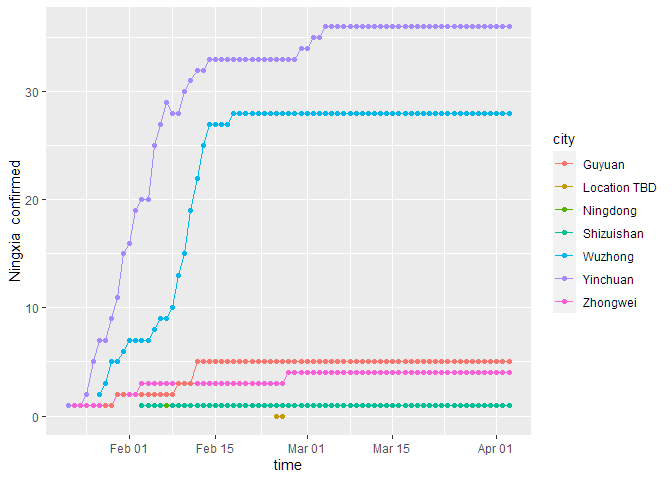 Ningxia confirmed
30
20
10
0
Feb 01
Feb 15
Mar 01
Mar 15
Apr 01
time
city
Guyuan
Location TBD
Ningdong
Shizuishan
Wuzhong
Yinchuan
Zhongwei